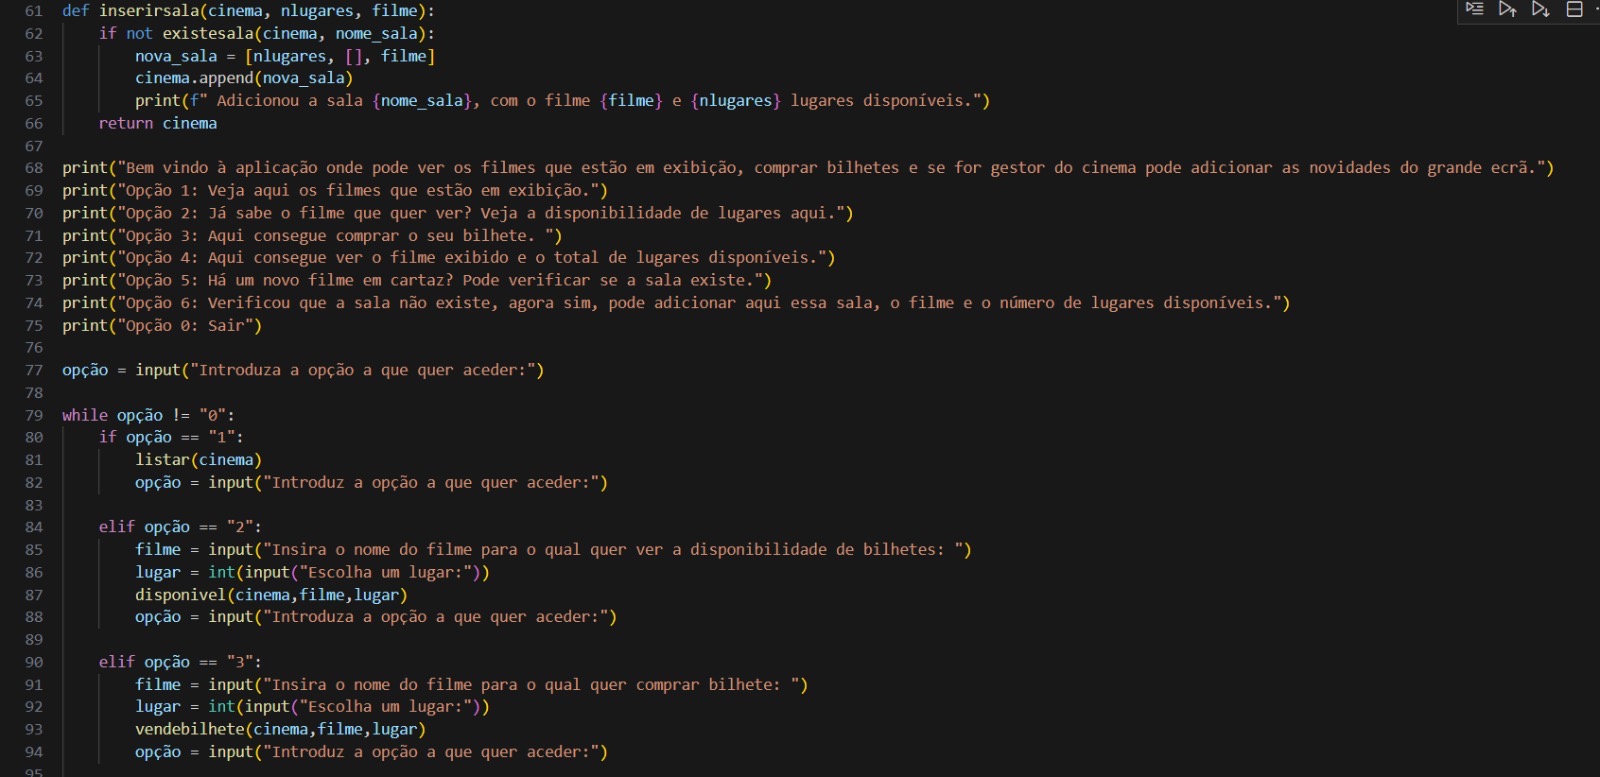 61 def inserirsala(cinema, nlugares, filme):
62 if not existesala(cinema, nome_sala):
63 nova_sala = [nlugares, [], filme]
64 cinema.append(nova_sala)
65 print(f" Adicionou a sala {nome_sala}, com o filme {filme} e {nlugares} lugares disponíveis.")
66 return cinema
67
68 print("Bem vindo à aplicação onde pode ver os filmes que estão em exibição, comprar bilhetes e se for gestor do cinema pode adicionar as novidades do grande ecrã.")
69 print("Opção 1: Veja aqui os filmes que estão em exibição.")
70 print("Opção 2: Já sabe o filme que quer ver? Veja a disponibilidade de lugares aqui.")
71 print("Opção 3: Aqui consegue comprar o seu bilhete. ")
72 print("Opção 4: Aqui consegue ver o filme exibido e o total de lugares disponíveis.")
73 print("Opção 5: Há um novo filme em cartaz? Pode verificar se a sala existe.")
74 print("Opção 6: Verificou que a sala não existe, agora sim, pode adicionar aqui essa sala, o filme e o número de lugares disponíveis.")
75 print("Opção 0: Sair")
76
77 opção = input("Introduza a opção a que quer aceder:")
78
79 while opção != "0":
80 if opção == "1":
81 listar(cinema)
82 opção = input("Introduz a opção a que quer aceder:")
83
84 elif opção == "2":
85 filme = input("Insira o nome do filme para o qual quer ver a disponibilidade de bilhetes: ")
86 lugar = int(input("Escolha um lugar:"))
87 disponivel(cinema,filme,lugar)
88 opção = input("Introduza a opção a que quer aceder:")
89
90 elif opção == "3":
91 filme = input("Insira o nome do filme para o qual quer comprar bilhete: ")
92 lugar = int(input("Escolha um lugar:"))
93 vendebilhete(cinema,filme,lugar)
94 opção = input("Introduz a opção a que quer aceder:")
95